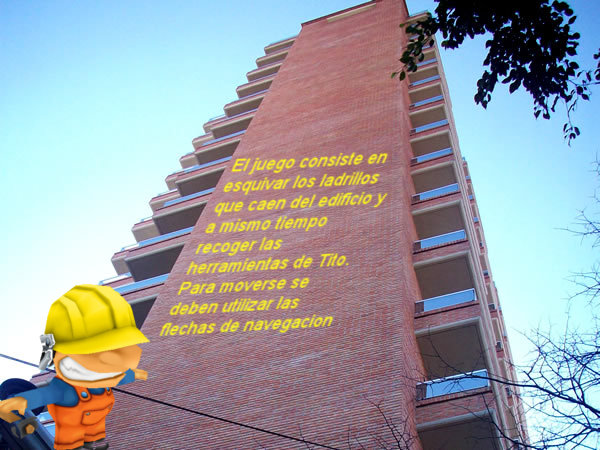 El juego consiste en
esquivar los ladrillos
que caen del edificio y
a mismo tiempo
recoger las
herramientas de Tito.
Para moverse se
deben utilizar las
flechas de navegacion